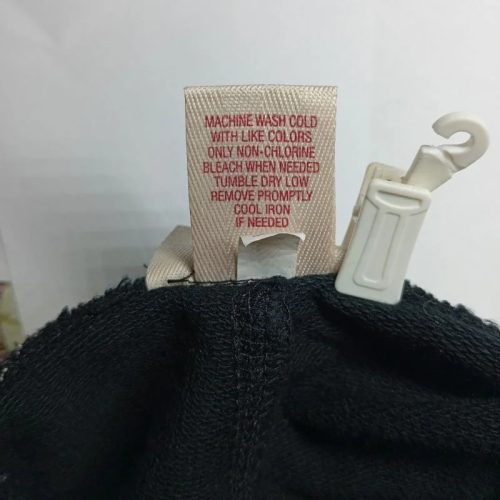 MACHINE WASH COLD
WITH LIKE COLORS
ONLY NON-CHLORINE
BLEACH WHEN NEEDED
TUMBLE DRY LOW
REMOVE PROMPTLY
COOL IRON
IF NEEDED